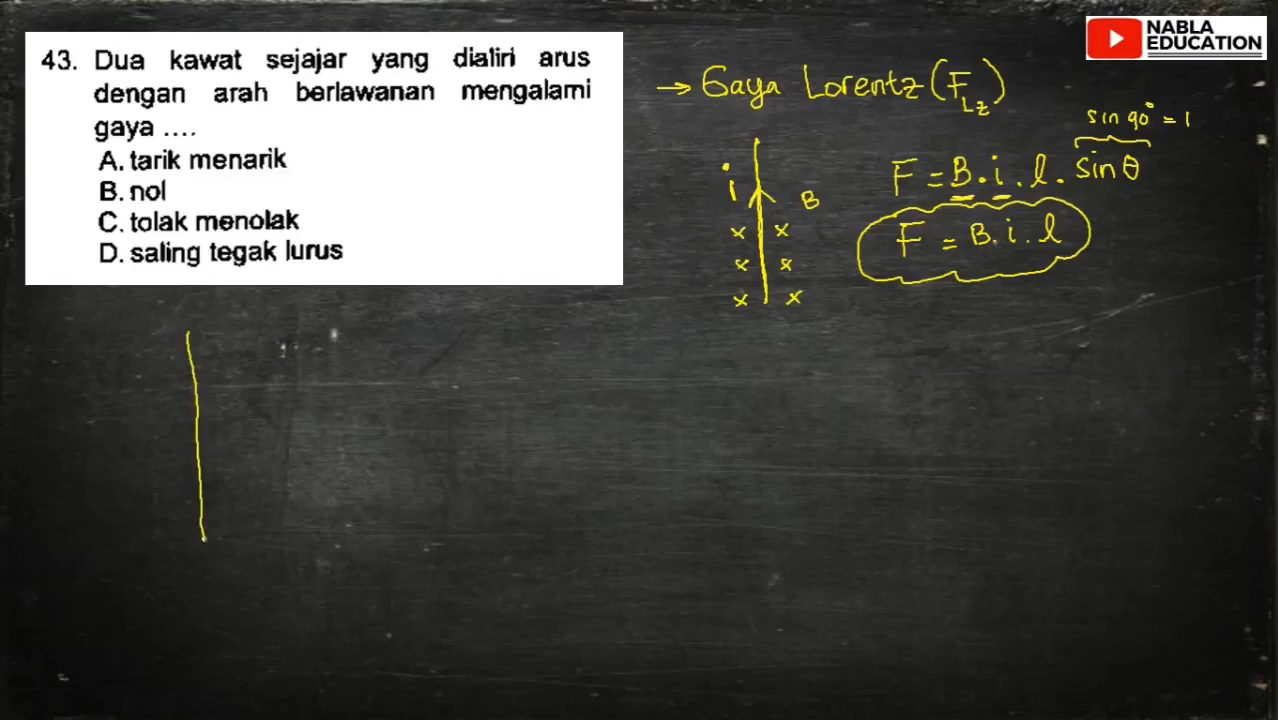 NABLA
EDUCATION
43. Dua kawat sejajar yang dialiri arus
dengan arah berlawanan mengalami
gaya ....
A. tarik menarik
B. nol
C. tolak menolak
D. saling tegak lurus
→ Gaya Lorentz (F_Lz)
sin 90° = 1
F = B. i. l. sin θ
F = B. i. l
i
B
x x
x x
x x